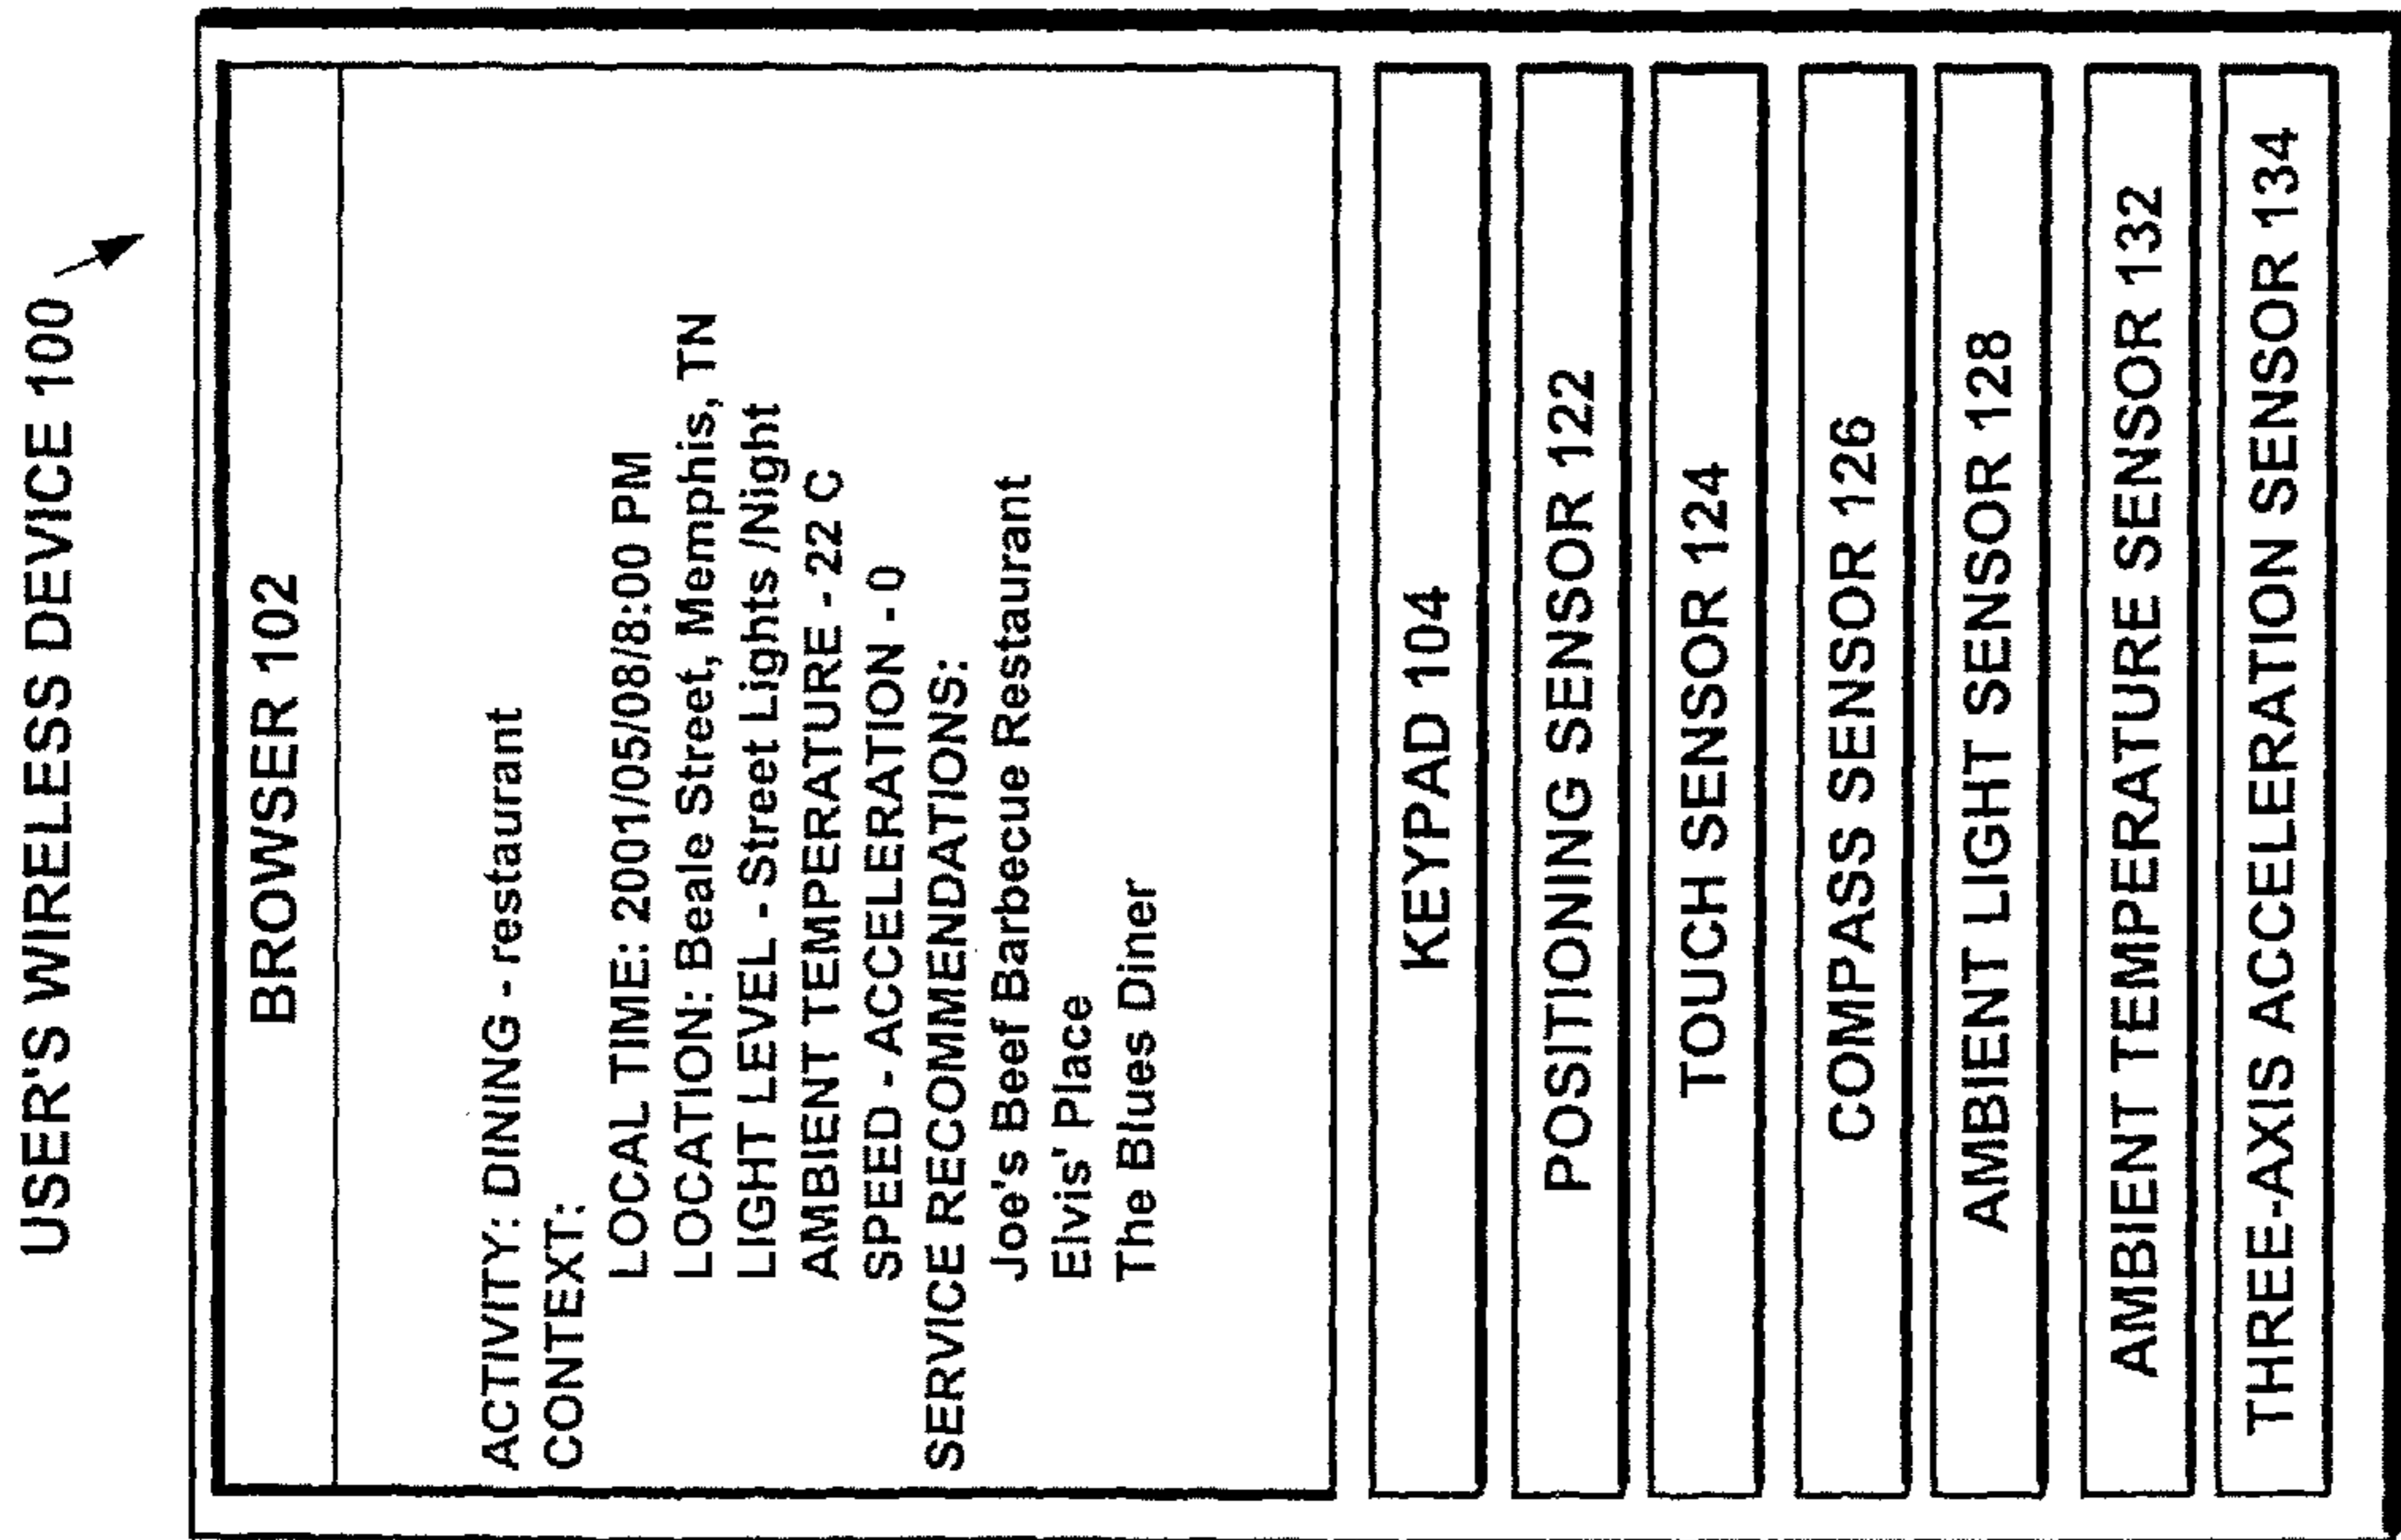 USER'S WIRELESS DEVICE 100
BROWSER 102
ACTIVITY: DINING - restaurant
CONTEXT:
LOCAL TIME: 2001/05/08/8:00 PM
LOCATION: Beale Street, Memphis, TN
LIGHT LEVEL - Street Lights /Night
AMBIENT TEMPERATURE - 22 C
SPEED - ACCELERATION - 0
SERVICE RECOMMENDATIONS:
Joe's Beef Barbecue Restaurant
Elvis' Place
The Blues Diner
KEYPAD 104
POSITIONING SENSOR 122
TOUCH SENSOR 124
COMPASS SENSOR 126
AMBIENT LIGHT SENSOR 128
AMBIENT TEMPERATURE SENSOR 132
THREE-AXIS ACCELERATION SENSOR 134